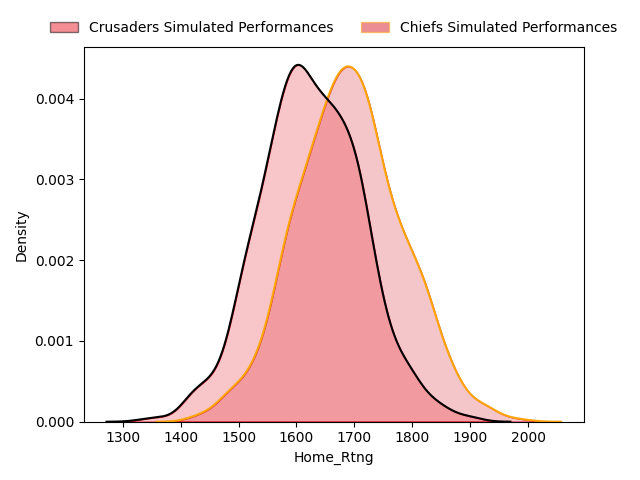 Crusaders Simulated Performances
Chiefs Simulated Performances
Density
0.004
0.003
0.002
0.001
0.000
1300 1400 1500 1600 1700 1800 1900 2000
Home_Rtng